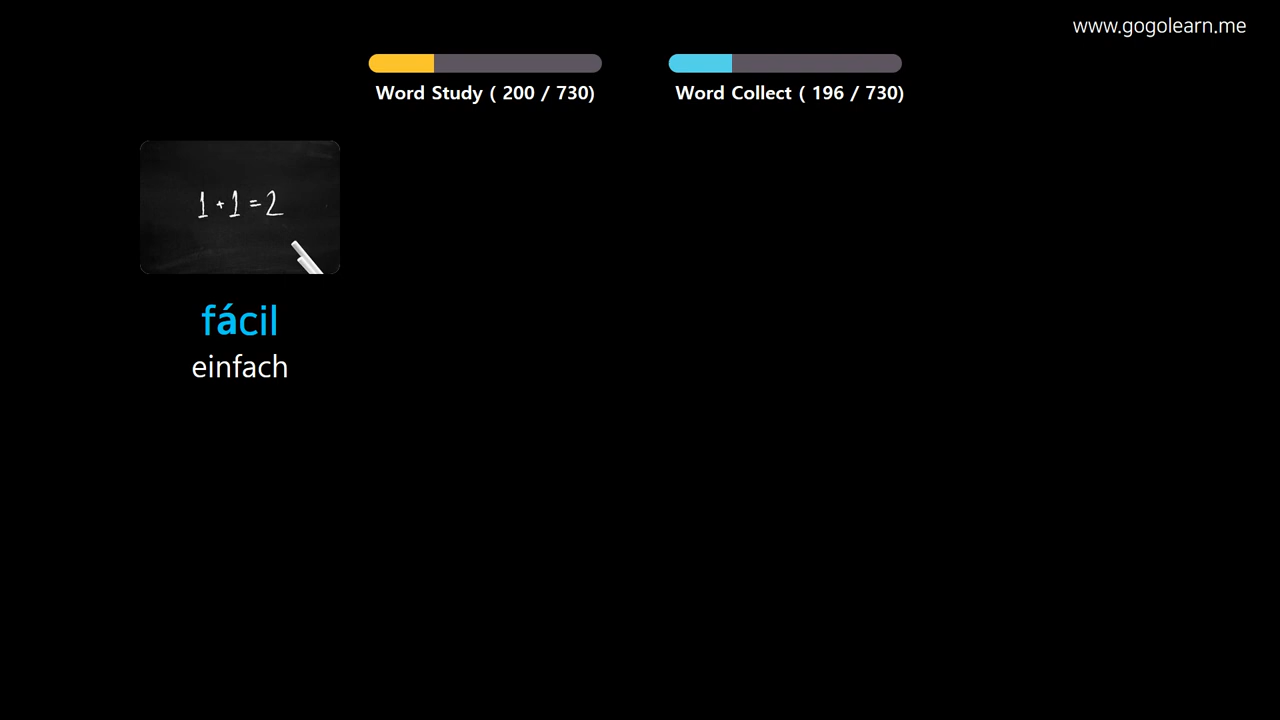 www.gogolearn.me
Word Study ( 200 / 730)
Word Collect ( 196 / 730)
1 + 1 = 2
fácil
einfach